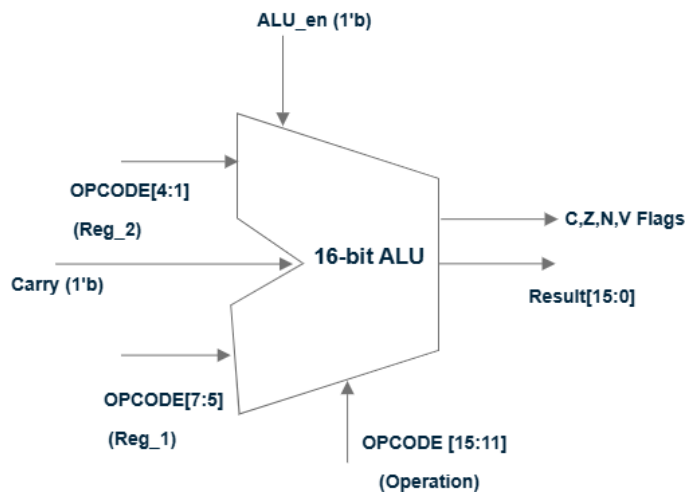 ALU_en (1'b)
OPCODE[4:1]
(Reg_2)
C,Z,N,V Flags
16-bit ALU
Carry (1'b)
Result[15:0]
OPCODE[7:5]
(Reg_1)
OPCODE [15:11]
(Operation)